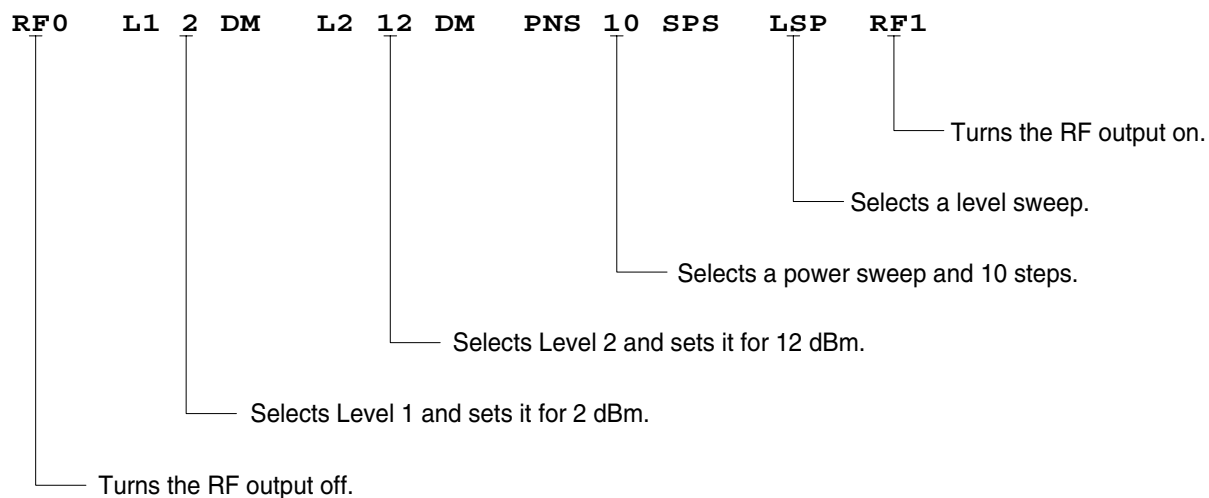 RF0 L1 2 DM L2 12 DM PNS 10 SPS LSP RF1
Turns the RF output on.
Selects a level sweep.
Selects a power sweep and 10 steps.
Selects Level 2 and sets it for 12 dBm.
Selects Level 1 and sets it for 2 dBm.
Turns the RF output off.